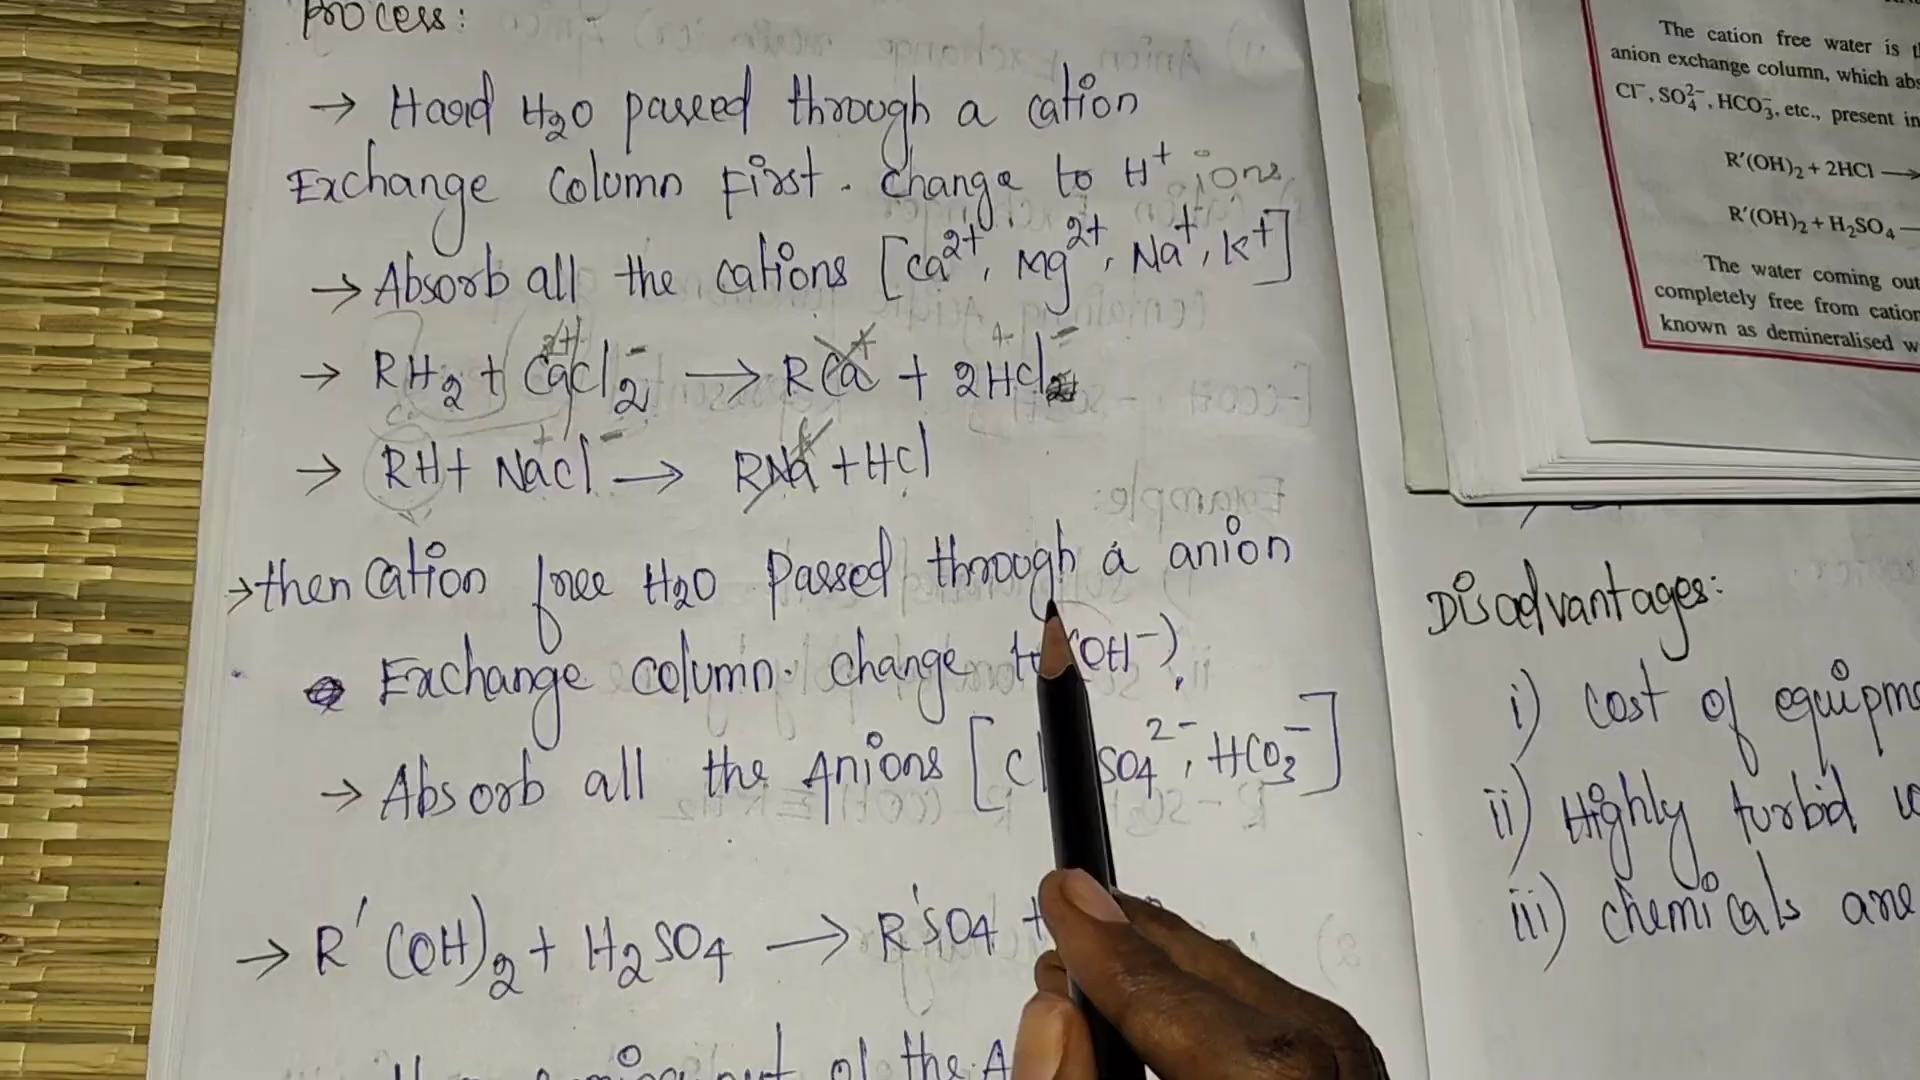 Process:
→ Hard H₂O passed through a cation
Exchange column First. change to H⁺ ions
→ Absorb all the cations [Ca²⁺, Mg²⁺, Na⁺, K⁺]
→ RH₂ + CaCl₂ → RCa + 2HCl
→ RH + NaCl → RNa + HCl
→ then Cation free H₂O Passed through a anion
Exchange column. change to (OH⁻)
→ Absorb all the Anions [Cl SO₄²⁻, HCO₃⁻]
→ R'(OH)₂ + H₂SO₄ → R'SO₄ +
of the A
The cation free water is
anion exchange column, which
Cl⁻, SO₄²⁻, HCO₃⁻, etc., present in
R'(OH)₂ + 2HCl →
R'(OH)₂ + H₂SO₄
The water coming out
completely free from
known as demineralised
Disadvantages:
i) Cost of
ii) Highly turbid
iii) chemicals are